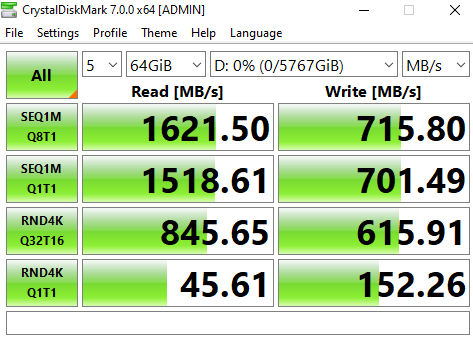 CrystalDiskMark 7.0.0 x64 [ADMIN]
File Settings Profile Theme Help Language
All 5 64GiB D: 0% (0/5767GiB) MB/s
Read [MB/s] Write [MB/s]
SEQ1M
Q8T1
1621.50 715.80
SEQ1M
Q1T1
1518.61 701.49
RND4K
Q32T16
845.65 615.91
RND4K
Q1T1
45.61 152.26